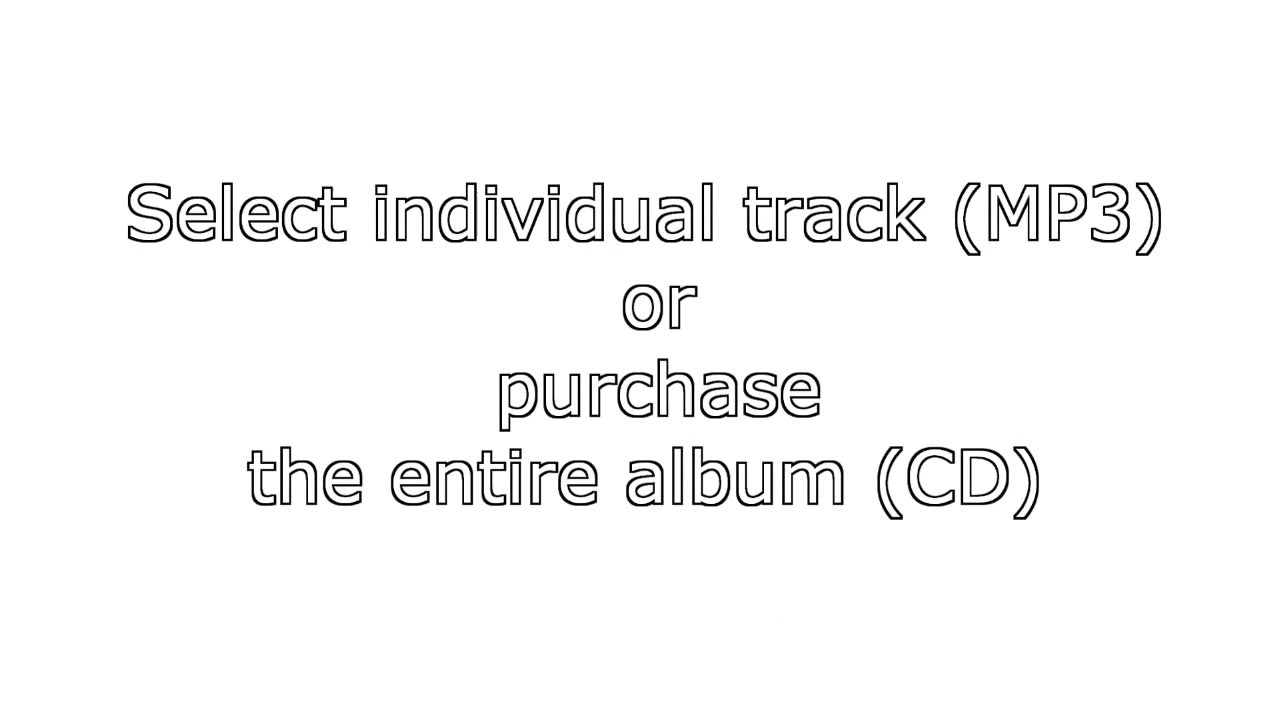 Select individual track (MP3)
or
purchase
the entire album (CD)